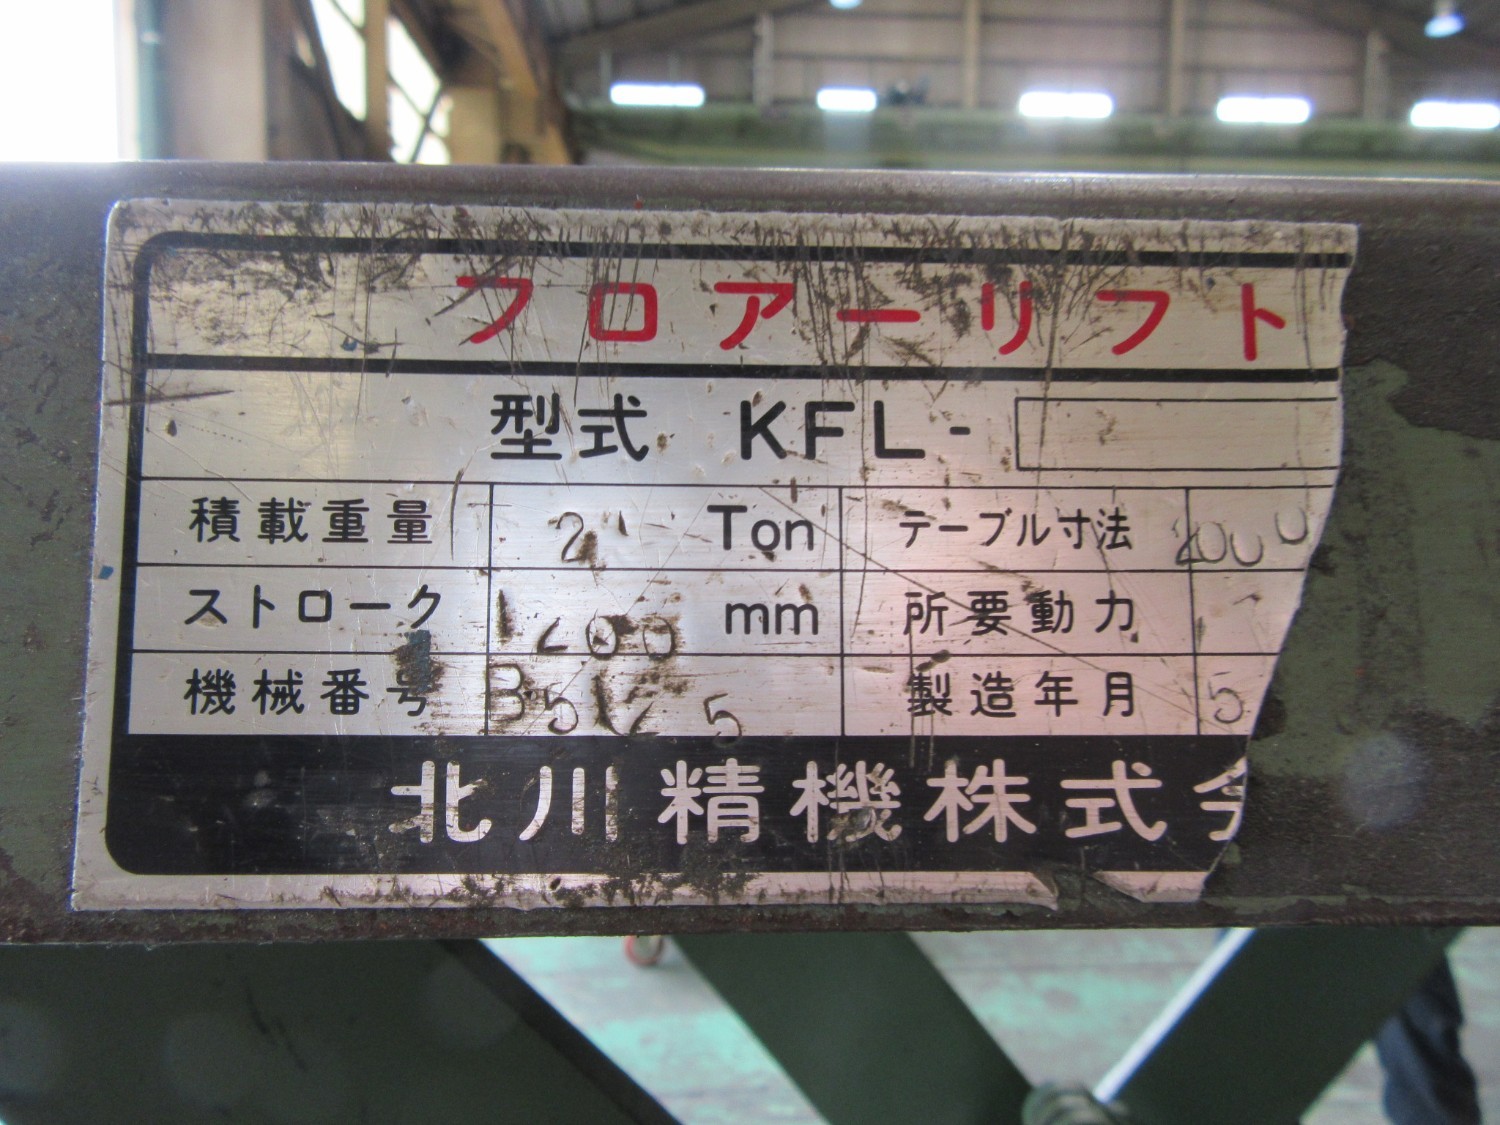 フロアーリフト
型式 KFL-
積載重量 2 Ton テーブル寸法 2000
ストローク 1200 mm 所要動力
機械番号 製造年月 5
北川精機株式